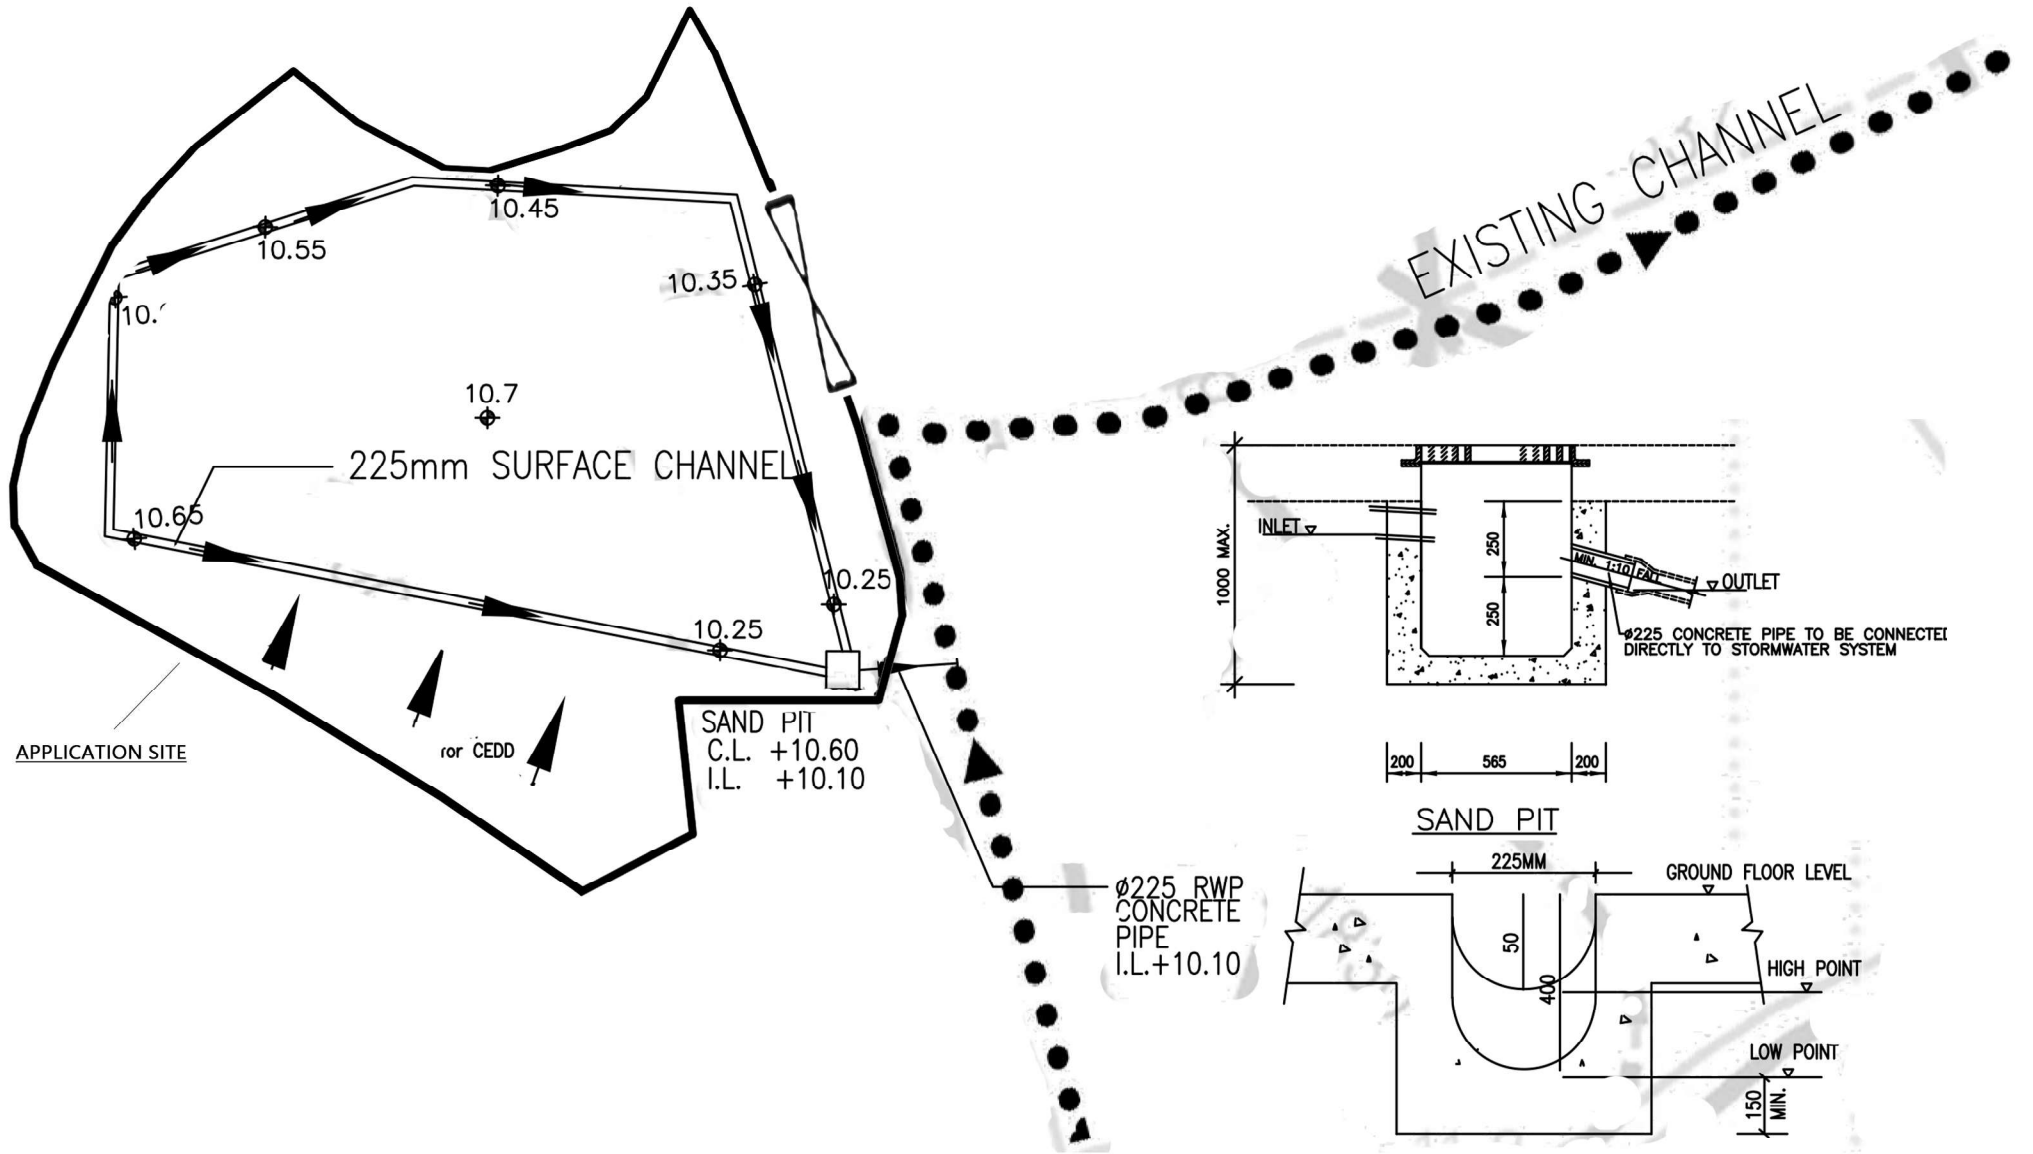 10.45
10.55
10.35
10.7
225mm SURFACE CHANNEL
10.65
10.25
10.25
APPLICATION SITE
for CEDD
SAND PIT
C.L. +10.60
I.L. +10.10
EXISTING CHANNEL
ø225 RWP
CONCRETE
PIPE
I.L.+10.10
1000 MAX.
INLET
250
250
MIN. 1:10 FALL
OUTLET
ø225 CONCRETE PIPE TO BE CONNECTED
DIRECTLY TO STORMWATER SYSTEM
200
565
200
SAND PIT
225MM
GROUND FLOOR LEVEL
50
400
HIGH POINT
LOW POINT
150
MIN.